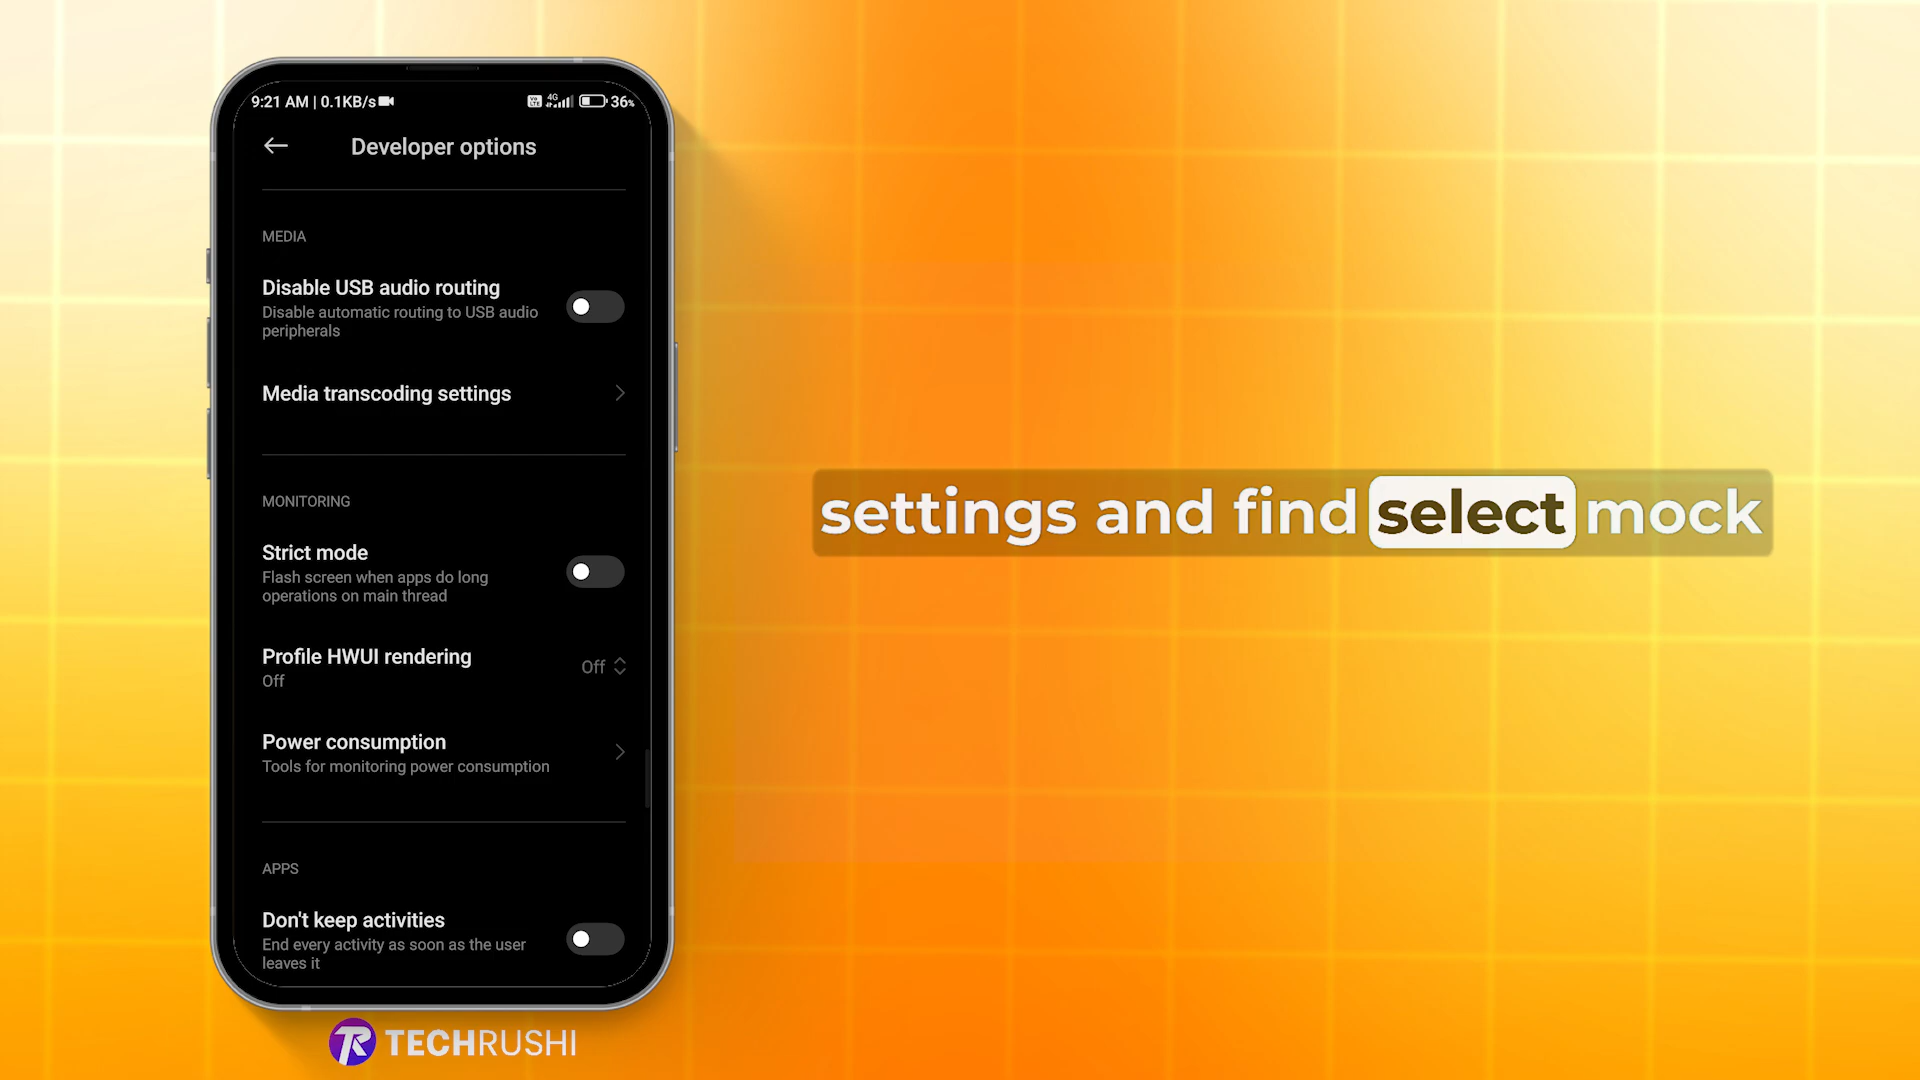 9:21 AM | 0.1KB/s 4G 36%
Developer options
MEDIA
Disable USB audio routing
Disable automatic routing to USB audio
peripherals
Media transcoding settings
MONITORING
Strict mode
Flash screen when apps do long
operations on main thread
Profile HWUI rendering
Off
Off
Power consumption
Tools for monitoring power consumption
APPS
Don't keep activities
End every activity as soon as the user
leaves it
settings and find select mock
TECHRUSHI